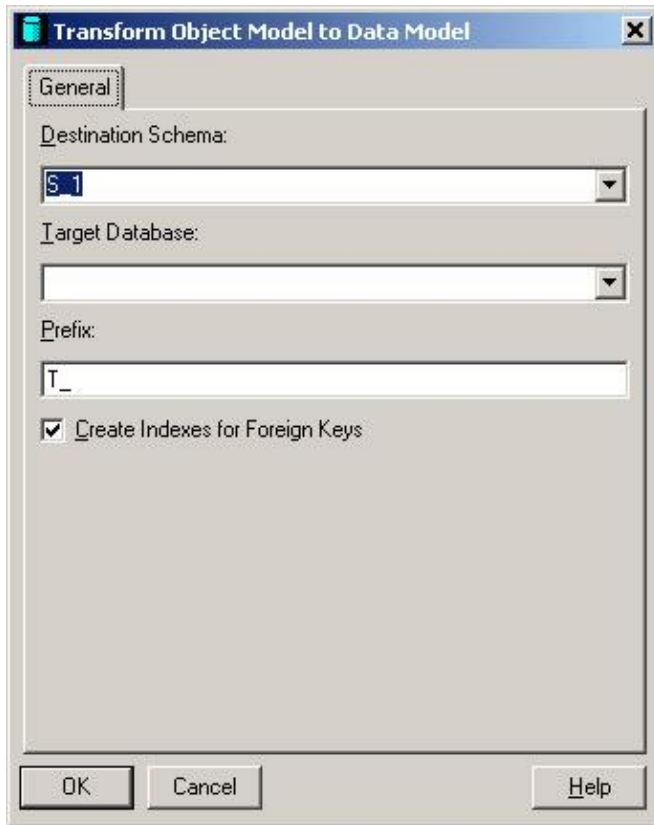 Transform Object Model to Data Model
General
Destination Schema:
S_1
Target Database:
Prefix:
T_
Create Indexes for Foreign Keys
OK Cancel Help